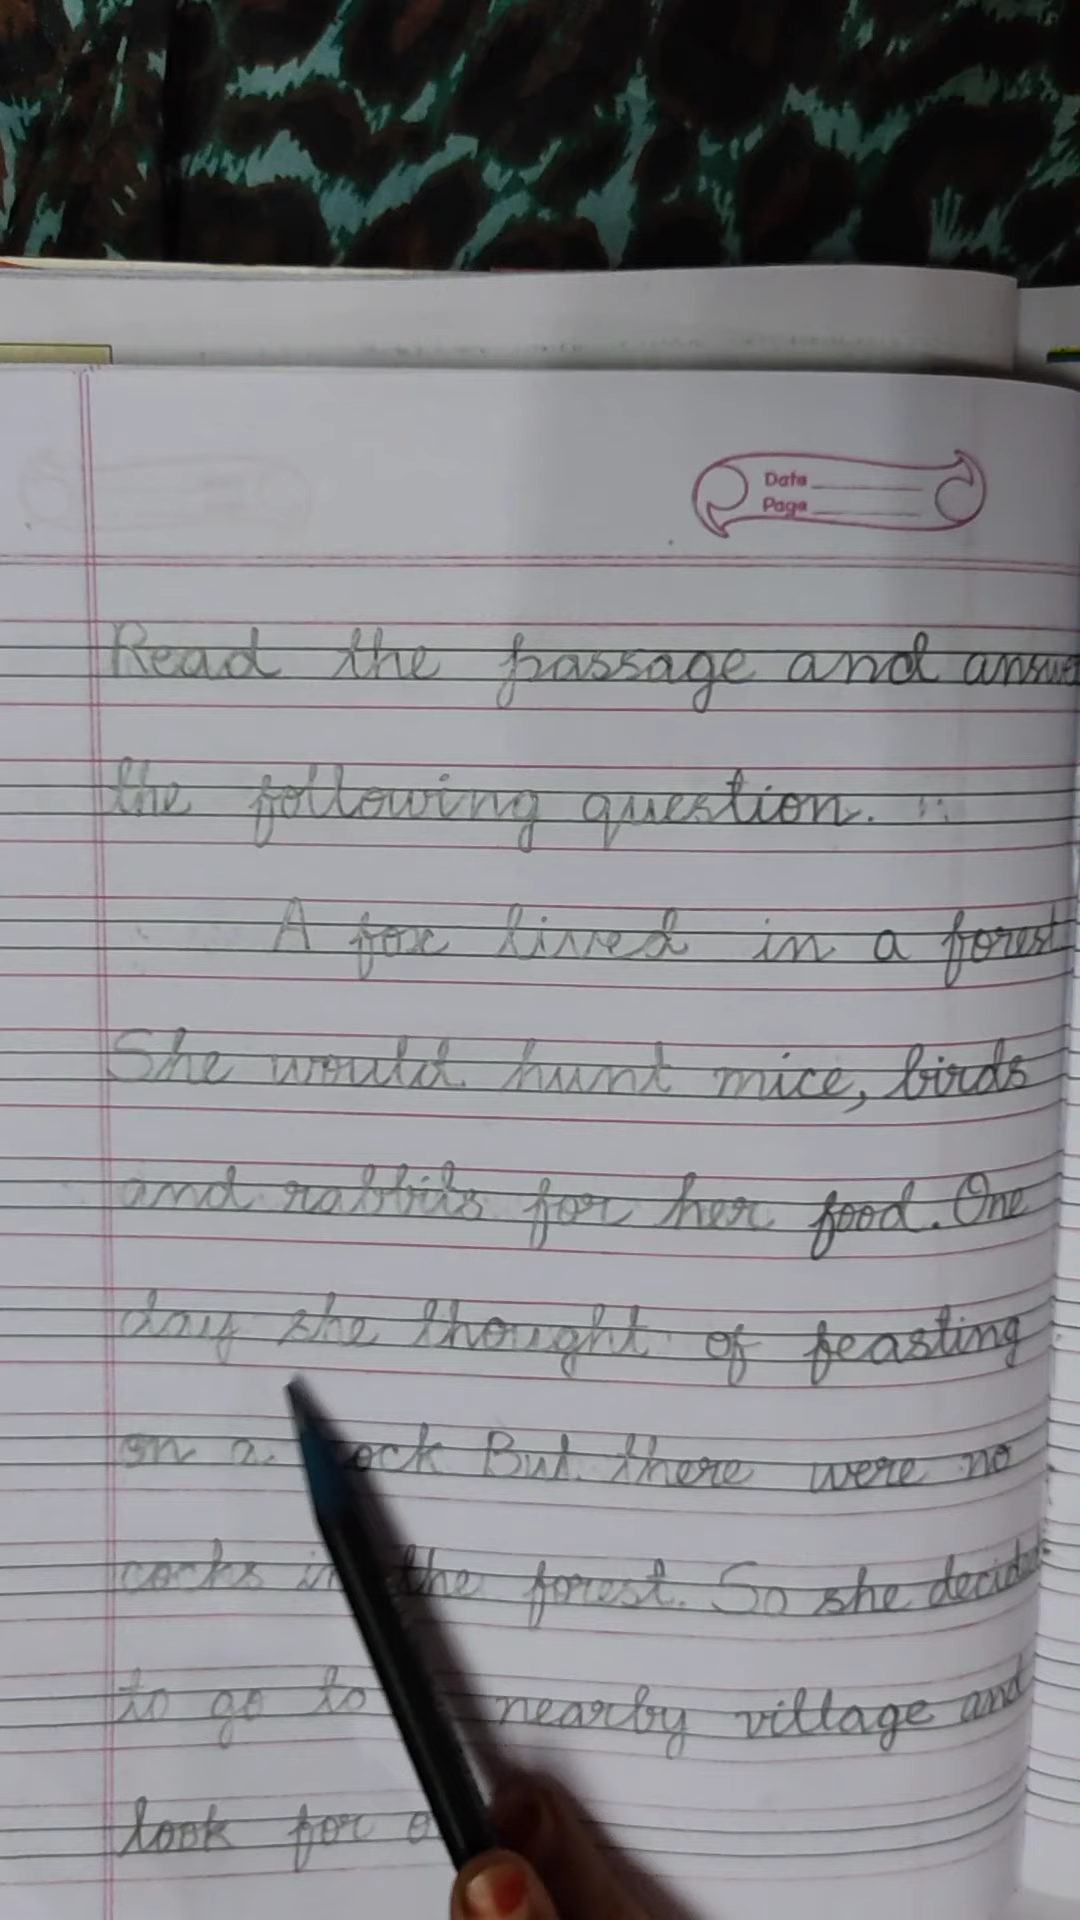 Date
Page
Read the passage and answe
the following question.
A fox lived in a forest
She would hunt mice, birds
and rabbits for her food. One
day she thought of feasting
on a ock But there were no
cocks in the forest. So she decided
to go to nearby village and
look for